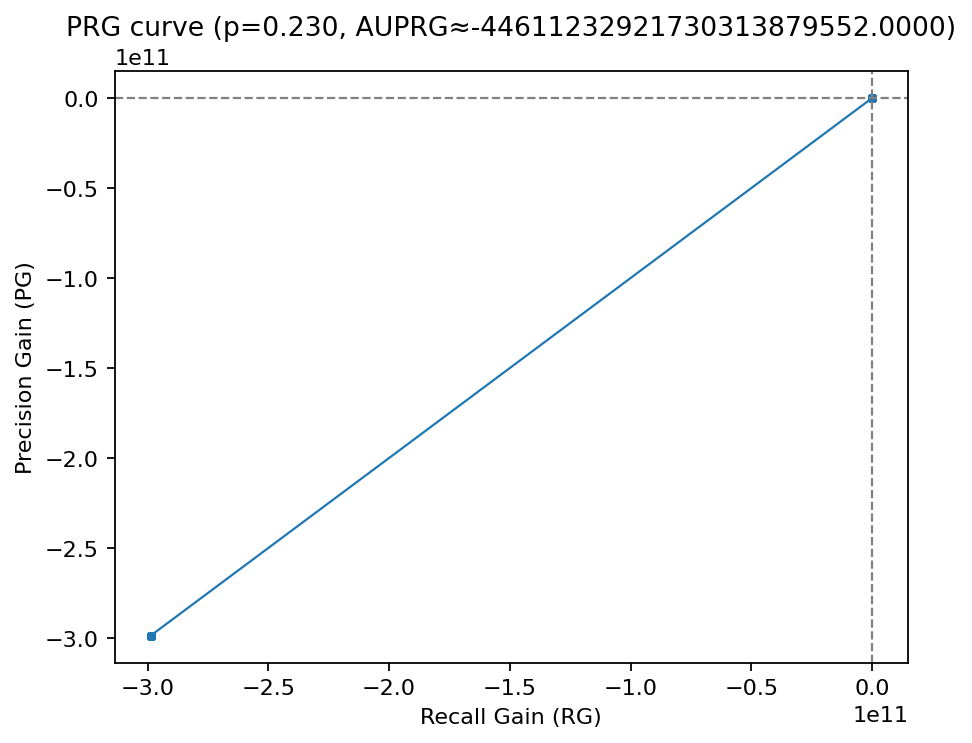 PRG curve (p=0.230, AUPRG≈-44611232921730313879552.0000)
1e11
0.0
−0.5
−1.0
−1.5
−2.0
−2.5
−3.0
Precision Gain (PG)
−3.0 −2.5 −2.0 −1.5 −1.0 −0.5 0.0
1e11
Recall Gain (RG)